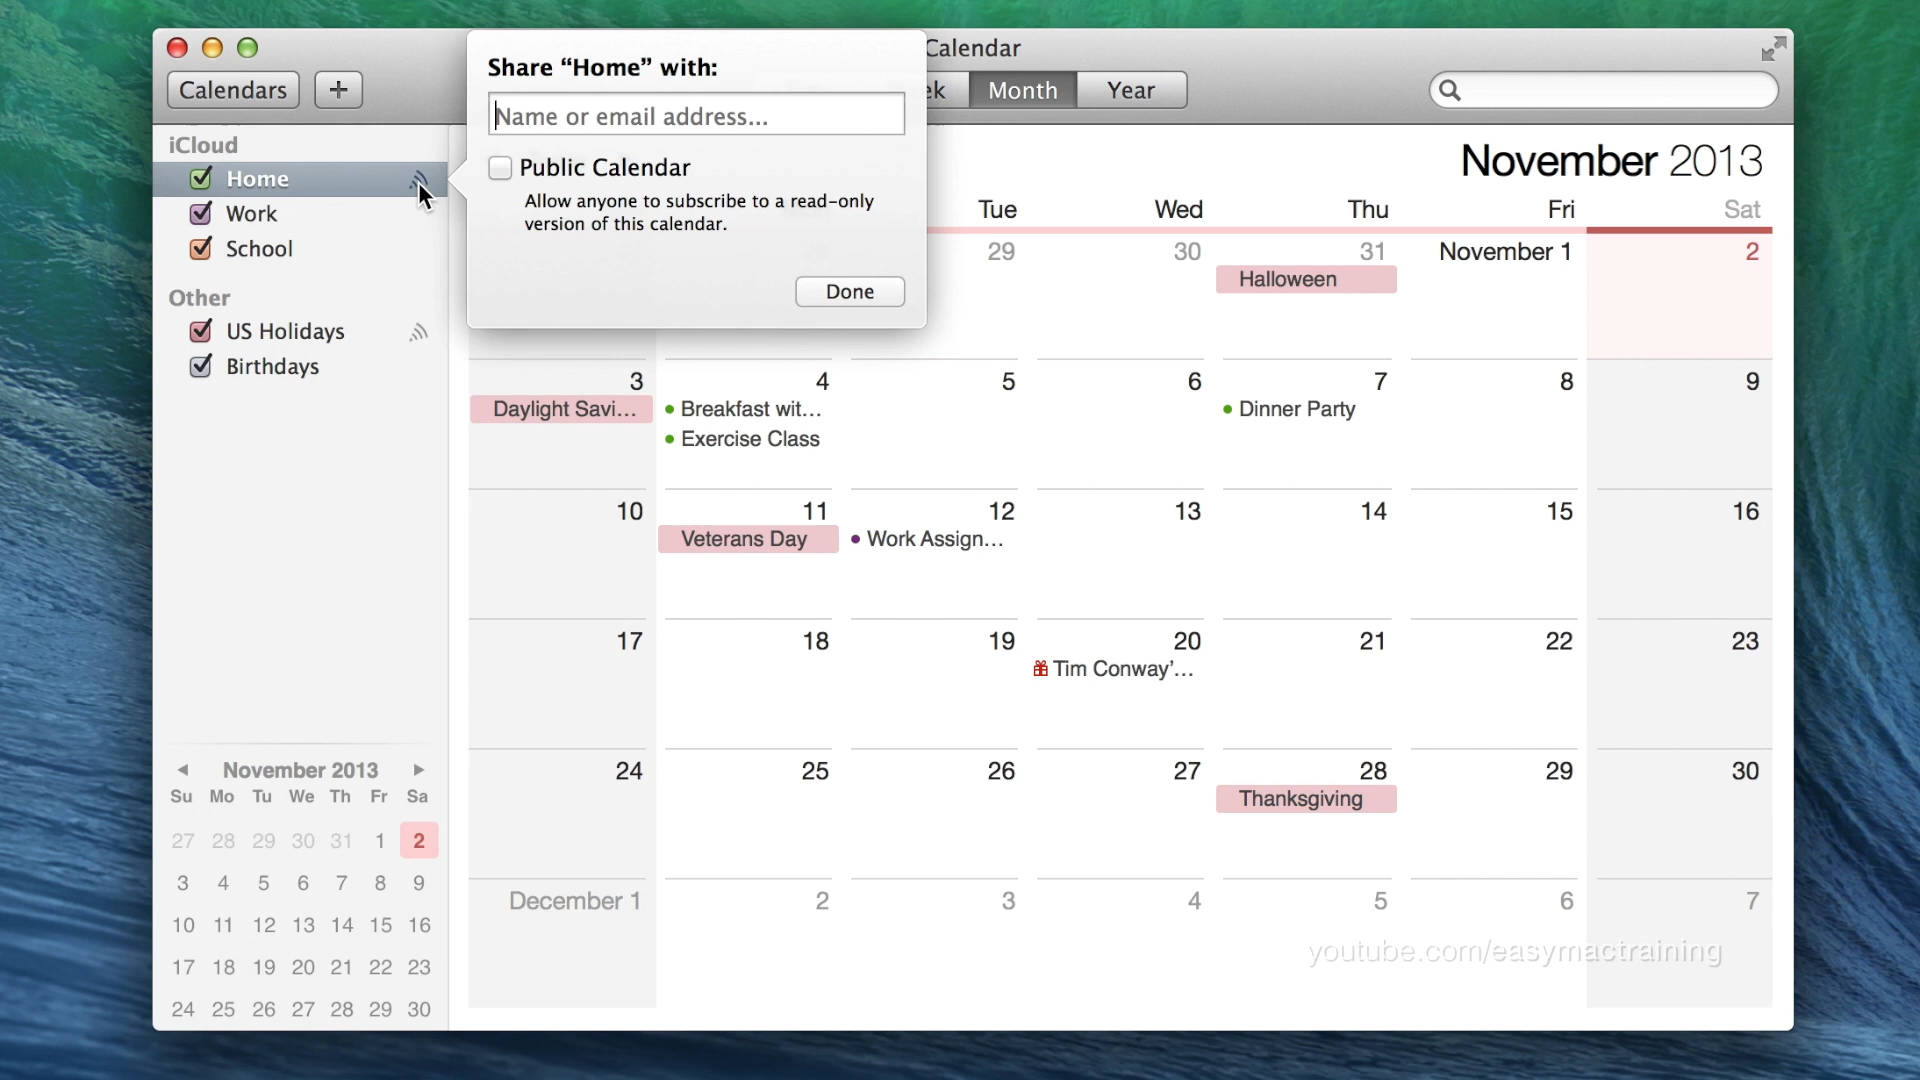 Calendar
Calendars
+
ek
Month
Year
Share “Home” with:
Name or email address...
Public Calendar
Allow anyone to subscribe to a read-only
version of this calendar.
Done
iCloud
Home
Work
School
Other
US Holidays
Birthdays
November 2013
Tue Wed Thu Fri Sat
29 30 31 November 1 2
Halloween
3 4 5 6 7 8 9
Daylight Savi... Breakfast wit... Dinner Party
Exercise Class
10 11 12 13 14 15 16
Veterans Day Work Assign...
17 18 19 20 21 22 23
Tim Conway’...
24 25 26 27 28 29 30
Thanksgiving
December 1 2 3 4 5 6 7
youtube.com/easymactraining
November 2013
Su Mo Tu We Th Fr Sa
27 28 29 30 31 1 2
3 4 5 6 7 8 9
10 11 12 13 14 15 16
17 18 19 20 21 22 23
24 25 26 27 28 29 30